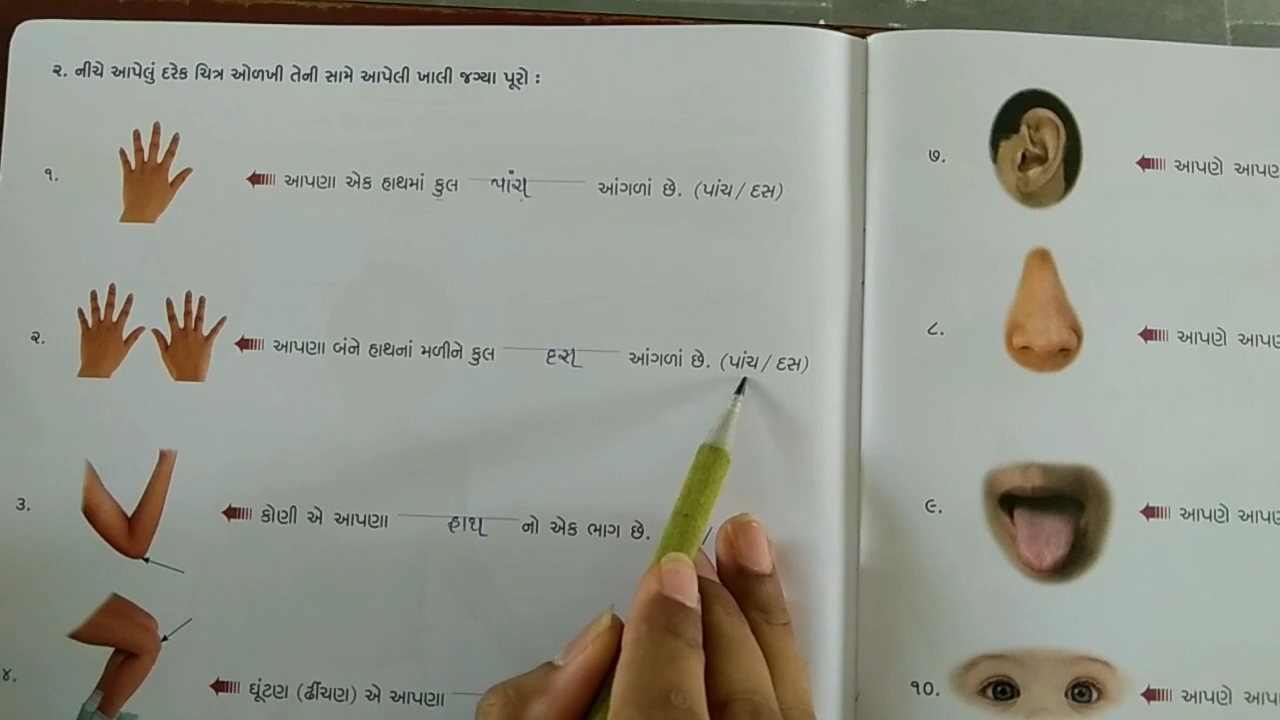 ૨. નીચે આપેલું દરેક ચિત્ર ઓળખી તેની સામે આપેલી ખાલી જગ્યા પૂરો :
૧. આપણા એક હાથમાં કુલ પાંચ આંગળાં છે. (પાંચ / દસ)
૨. આપણા બંને હાથનાં મળીને કુલ દસ આંગળાં છે. (પાંચ / દસ)
૩. કોણી એ આપણા હાથ નો એક ભાગ છે.
૪. ઘૂંટણ (ઢીંચણ) એ આપણા
૭. આપણે
૮. આપણે
૯. આપણે
૧૦. આપણે